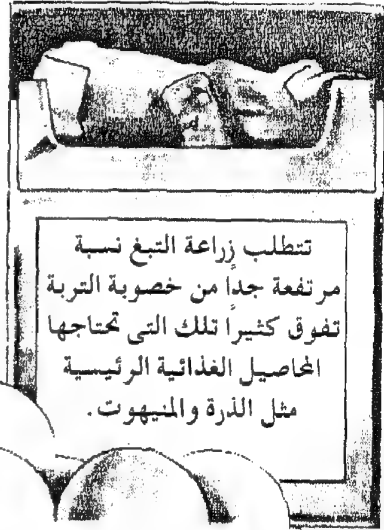 تتطلب زراعة التبغ نسبة
مرتفعة جداً من خصوبة التربة
تفوق كثيراً تلك التى تحتاجها
المحاصيل الغذائية الرئيسية
مثل الذرة والمنيهوت.